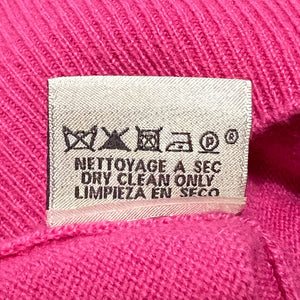 P ®
NETTOYAGE A SEC
DRY CLEAN ONLY
LIMPIEZA EN SECO